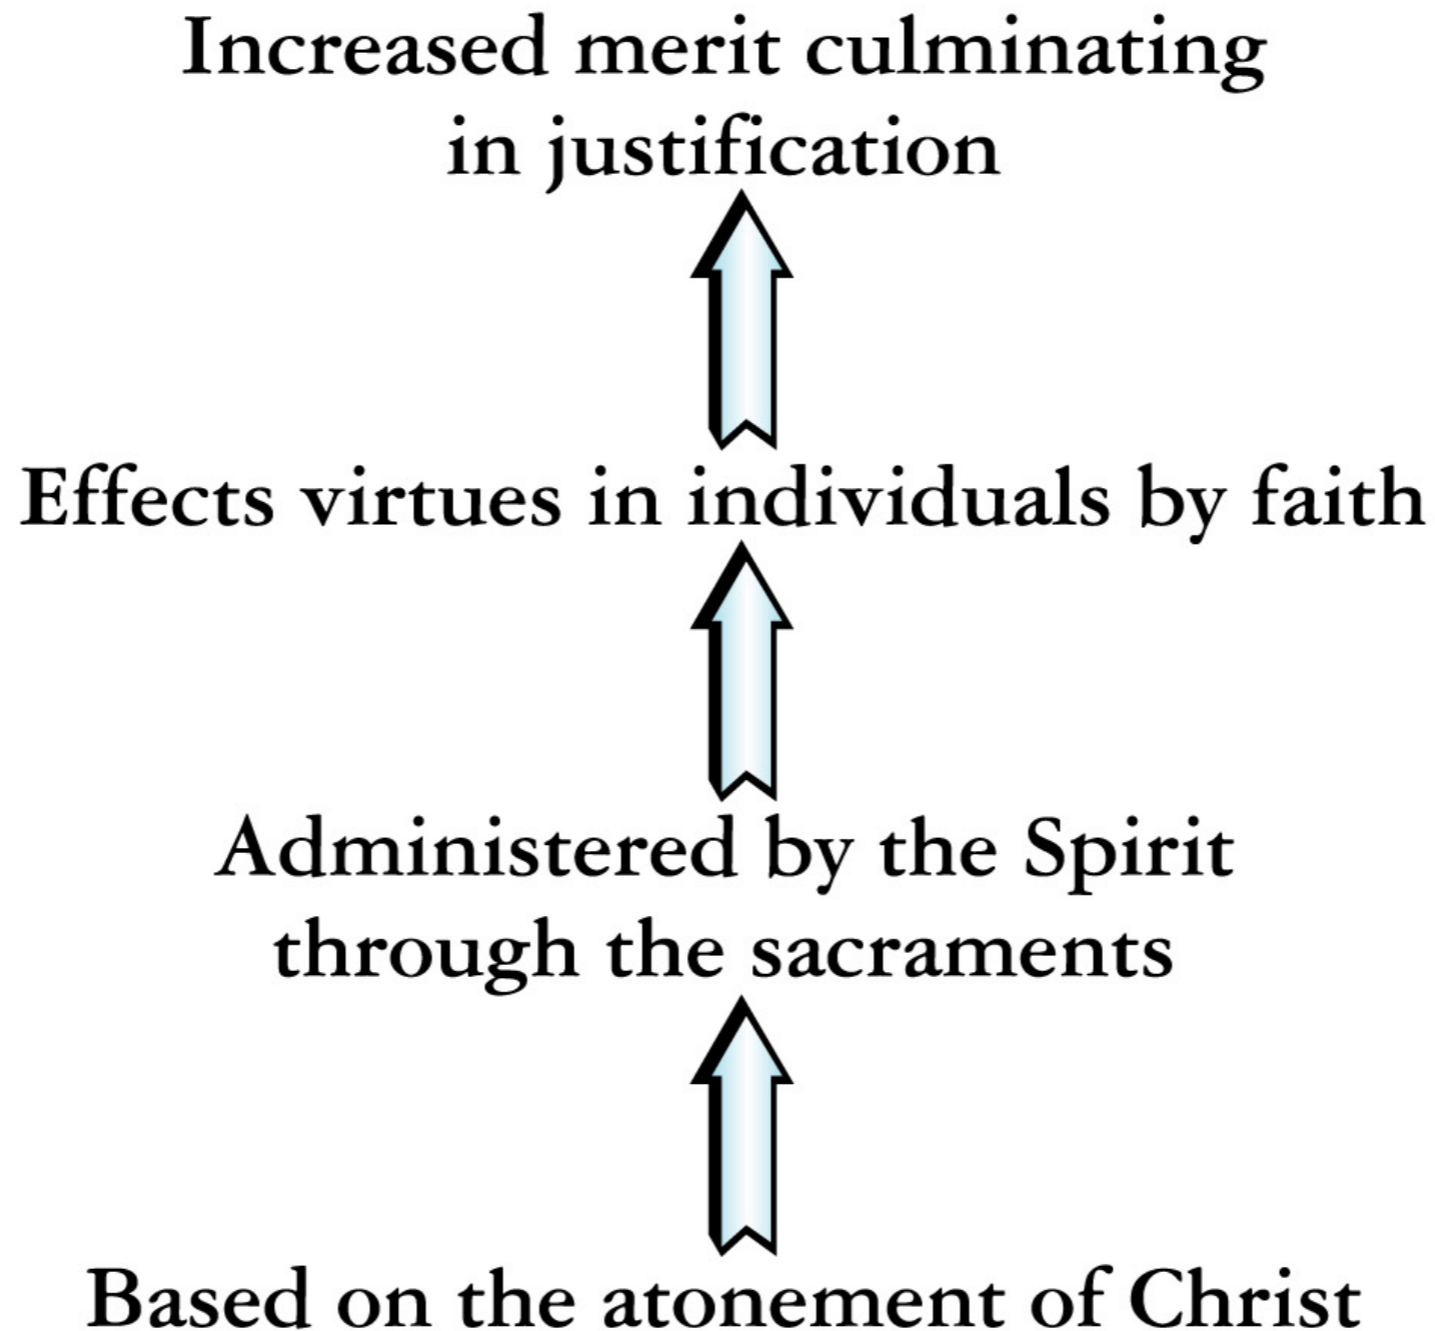 Increased merit culminating
in justification
Effects virtues in individuals by faith
Administered by the Spirit
through the sacraments
Based on the atonement of Christ